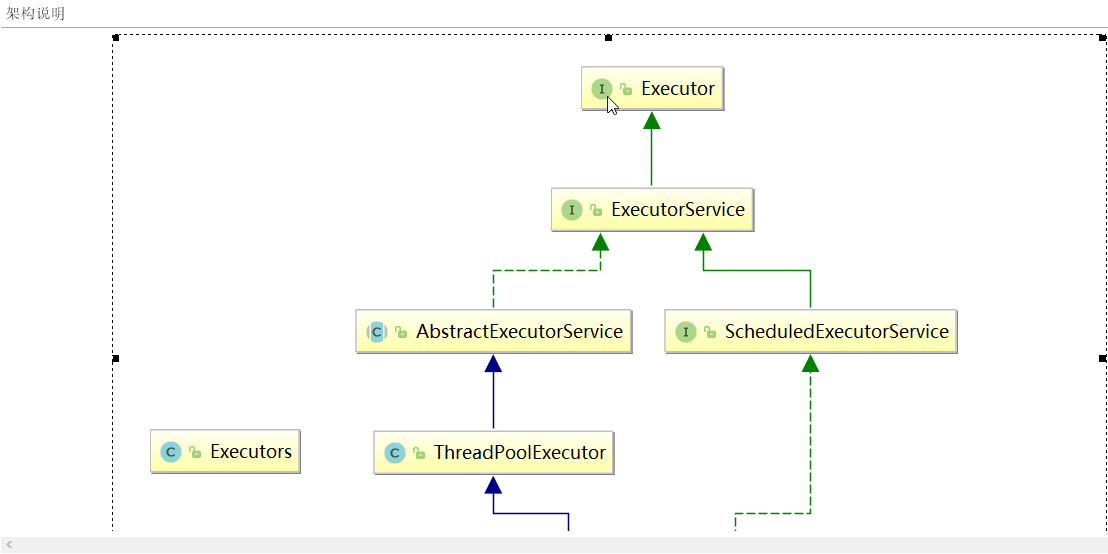 架构说明
I Executor
I ExecutorService
C AbstractExecutorService
I ScheduledExecutorService
C Executors
C ThreadPoolExecutor